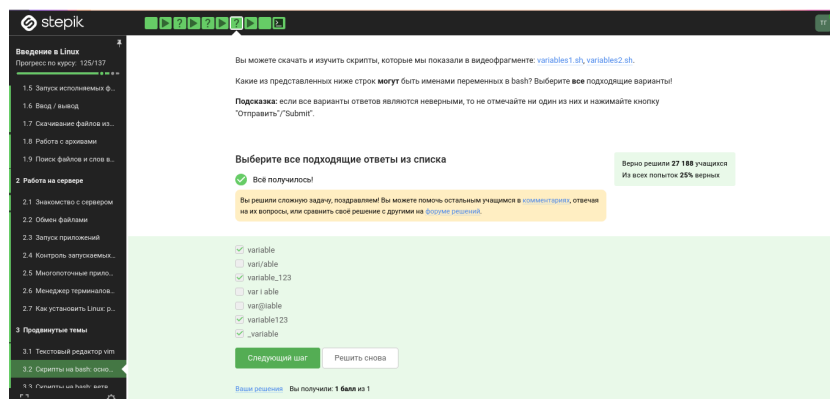 stepik
ТГ
Введение в Linux
Прогресс по курсу: 125/137
1.5 Запуск исполняемых ф...
1.6 Ввод / вывод
1.7 Скачивание файлов из...
1.8 Работа с архивами
1.9 Поиск файлов и слов в...
2 Работа на сервере
2.1 Знакомство с сервером
2.2 Обмен файлами
2.3 Запуск приложений
2.4 Контроль запускаемых...
2.5 Многопоточные прило...
2.6 Менеджер терминалов...
2.7 Как установить Linux: р...
3 Продвинутые темы
3.1 Текстовый редактор vim
3.2 Скрипты на bash: осно...
3.3 Скрипты на bash: ветв...
Вы можете скачать и изучить скрипты, которые мы показали в видеофрагменте: variables1.sh, variables2.sh.
Какие из представленных ниже строк могут быть именами переменных в bash? Выберите все подходящие варианты!
Подсказка: если все варианты ответов являются неверными, то не отмечайте ни один из них и нажимайте кнопку
"Отправить"/"Submit".
Выберите все подходящие ответы из списка
Верно решили 27 188 учащихся
Из всех попыток 25% верных
Всё получилось!
Вы решили сложную задачу, поздравляем! Вы можете помочь остальным учащимся в комментариях, отвечая
на их вопросы, или сравнить своё решение с другими на форуме решений.
variable
vari/able
variable_123
var i able
var@iable
variable123
_variable
Следующий шаг
Решить снова
Ваши решения Вы получили: 1 балл из 1